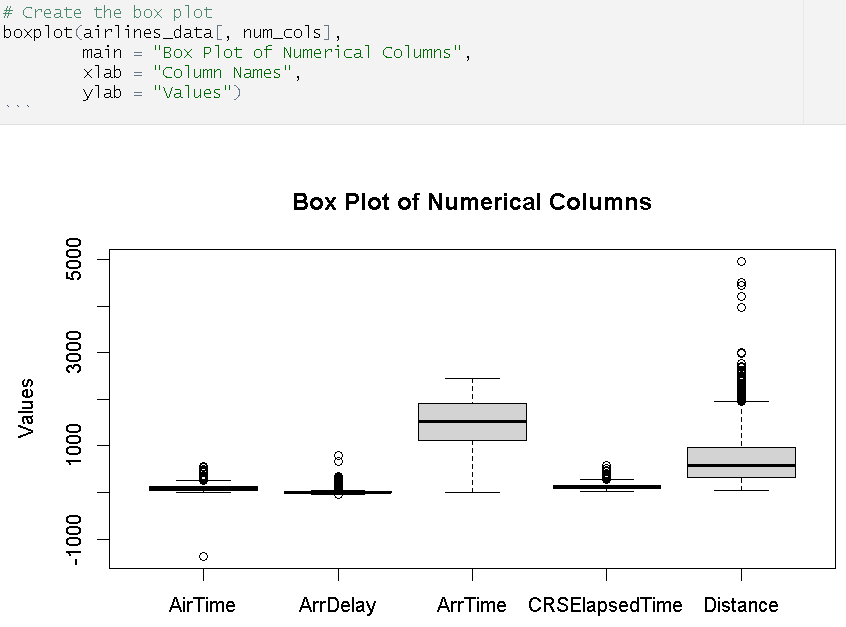 # Create the box plot
boxplot(airlines_data[, num_cols],
main = "Box Plot of Numerical Columns",
xlab = "Column Names",
ylab = "Values")
```
Box Plot of Numerical Columns
5000
3000
1000
-1000
Values
AirTime ArrDelay ArrTime CRSElapsedTime Distance